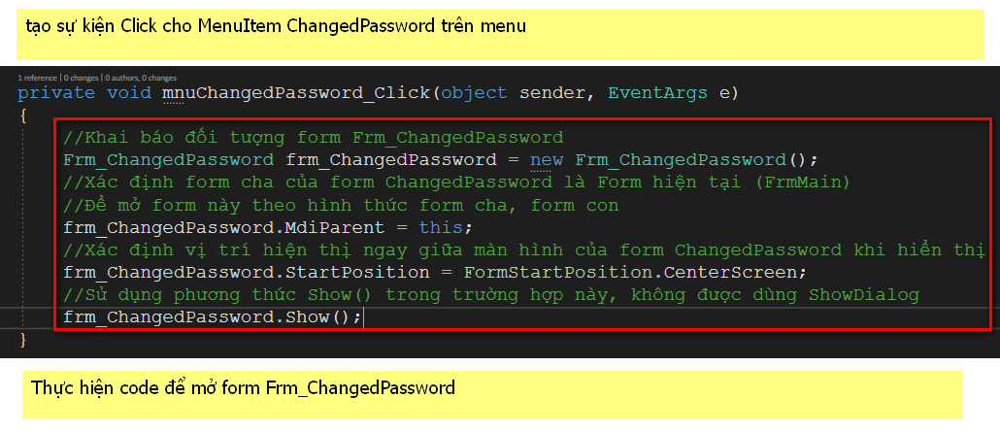 tạo sự kiện Click cho MenuItem ChangedPassword trên menu
1 reference | 0 changes | 0 authors, 0 changes
private void mnuChangedPassword_Click(object sender, EventArgs e)
{
//Khai báo đối tượng form Frm_ChangedPassword
Frm_ChangedPassword frm_ChangedPassword = new Frm_ChangedPassword();
//Xác định form cha của form ChangedPassword là Form hiện tại (FrmMain)
//Để mở form này theo hình thức form cha, form con
frm_ChangedPassword.MdiParent = this;
//Xác định vị trí hiện thị ngay giữa màn hình của form ChangedPassword khi hiển thị
frm_ChangedPassword.StartPosition = FormStartPosition.CenterScreen;
//Sử dụng phương thức Show() trong trường hợp này, không được dùng ShowDialog
frm_ChangedPassword.Show();
}
Thực hiện code để mở form Frm_ChangedPassword